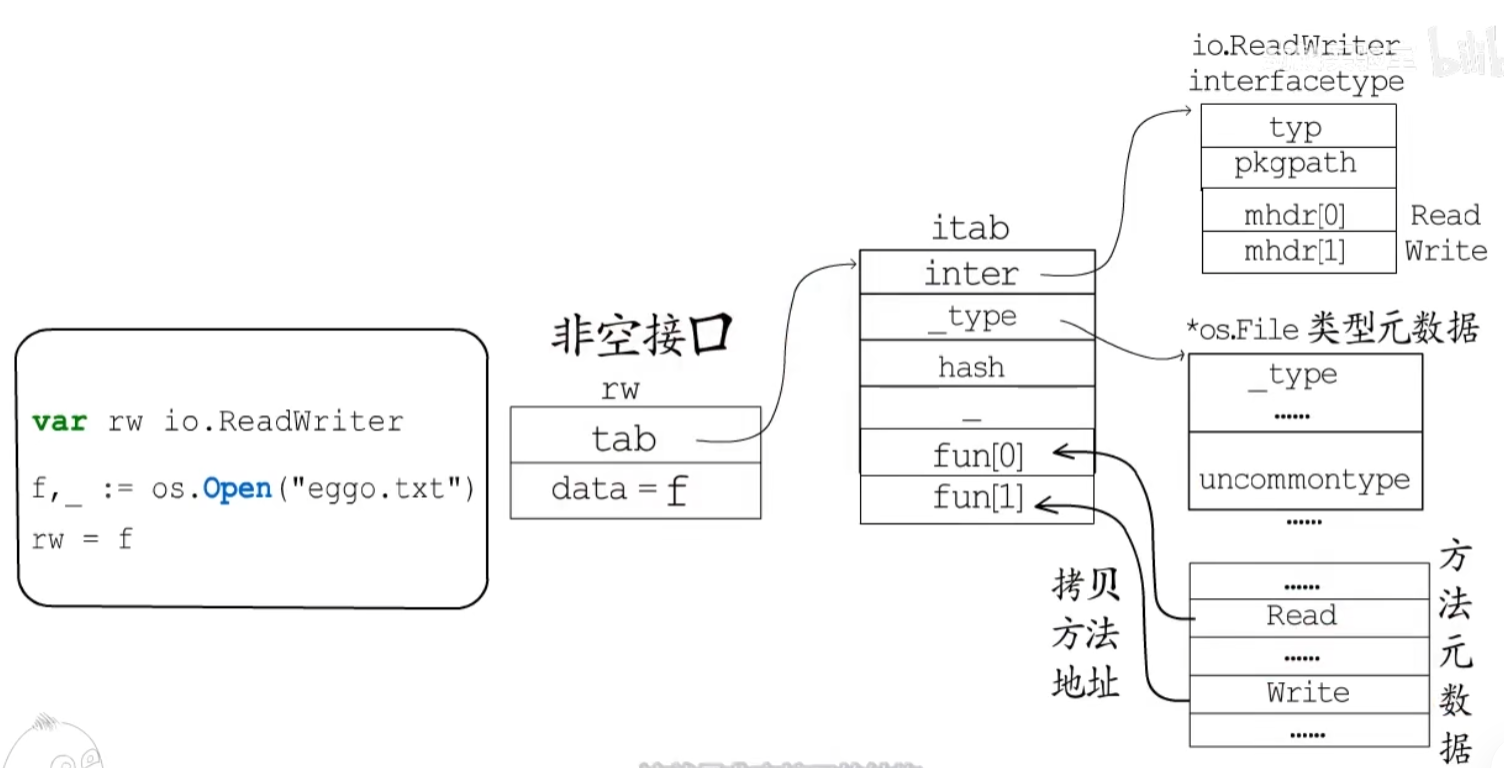 io.ReadWriter
interfacetype
typ
pkgpath
mhdr[0] Read
mhdr[1] Write
itab
inter
_type
hash
_
fun[0]
fun[1]
*os.File 类型元数据
_type
......
uncommontype
......
非空接口
rw
tab
data = f
var rw io.ReadWriter
f,_ := os.Open("eggo.txt")
rw = f
拷贝
方法
地址
......
Read
......
Write
......
方法元数据